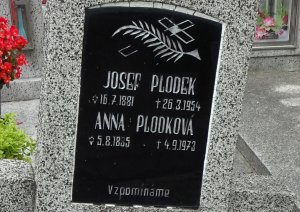 JOSEF PLODEK
16.7.1881 +26.3.1954
ANNA PLODKOVÁ
5.8.1885 +4.9.1973
Vzpomínáme